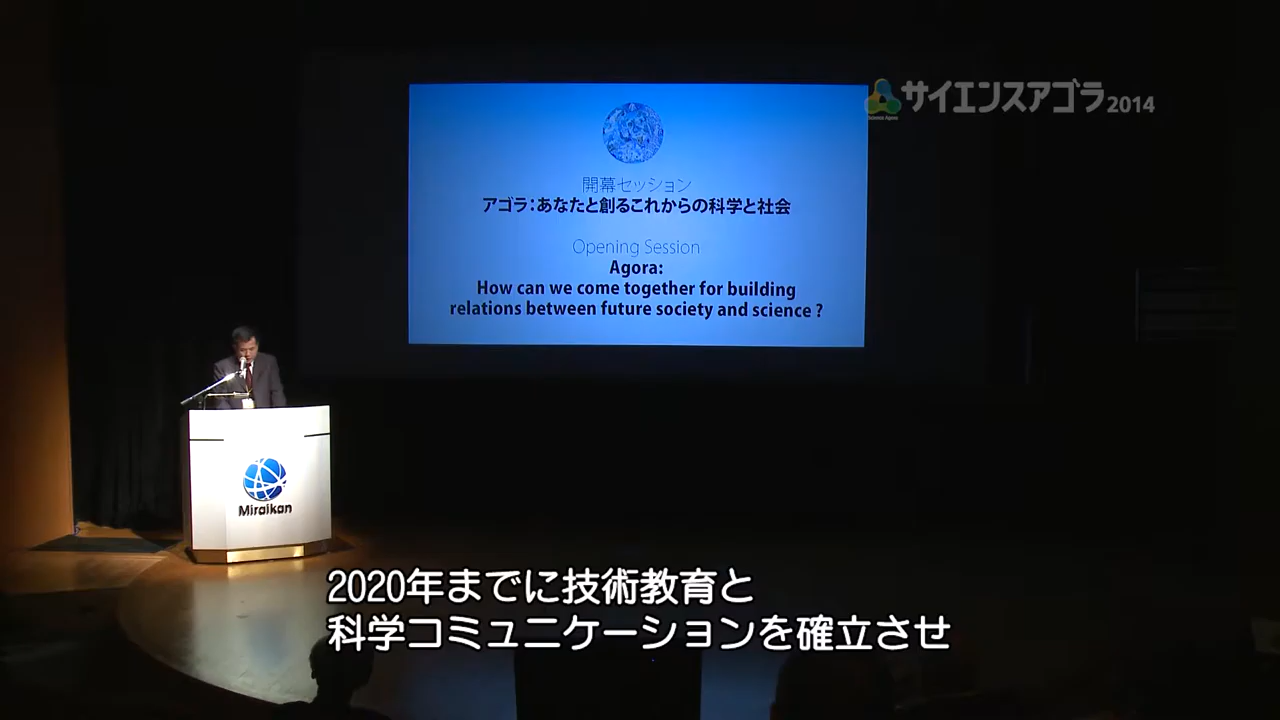 サイエンスアゴラ2014
開幕セッション
アゴラ：あなたと創るこれからの科学と社会
Opening Session
Agora:
How can we come together for building
relations between future society and science ?
Miraikan
2020年までに技術教育と
科学コミュニケーションを確立させ